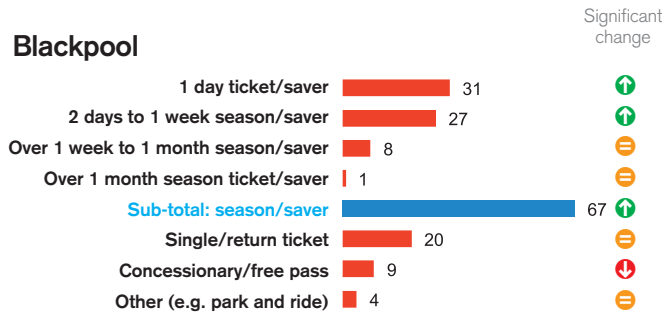 Significant
change
Blackpool
1 day ticket/saver 31
2 days to 1 week season/saver 27
Over 1 week to 1 month season/saver 8
Over 1 month season ticket/saver 1
Sub-total: season/saver 67
Single/return ticket 20
Concessionary/free pass 9
Other (e.g. park and ride) 4